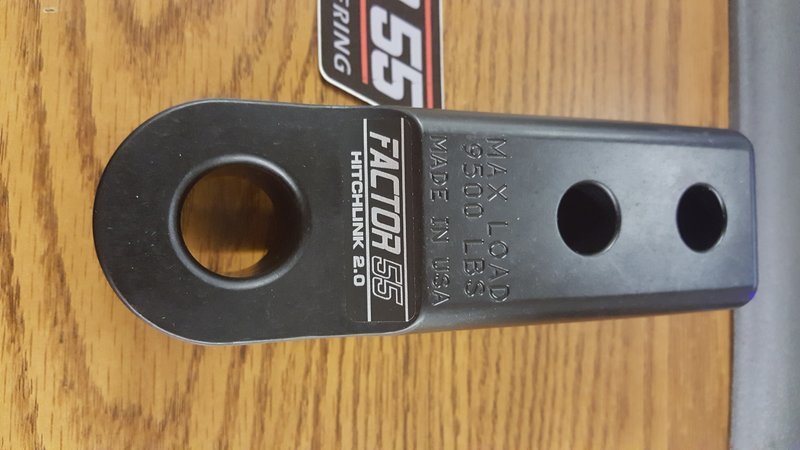 55
ERING
FACTOR 55
HITCHLINK 2.0
MAX LOAD
9500 LBS
MADE IN USA